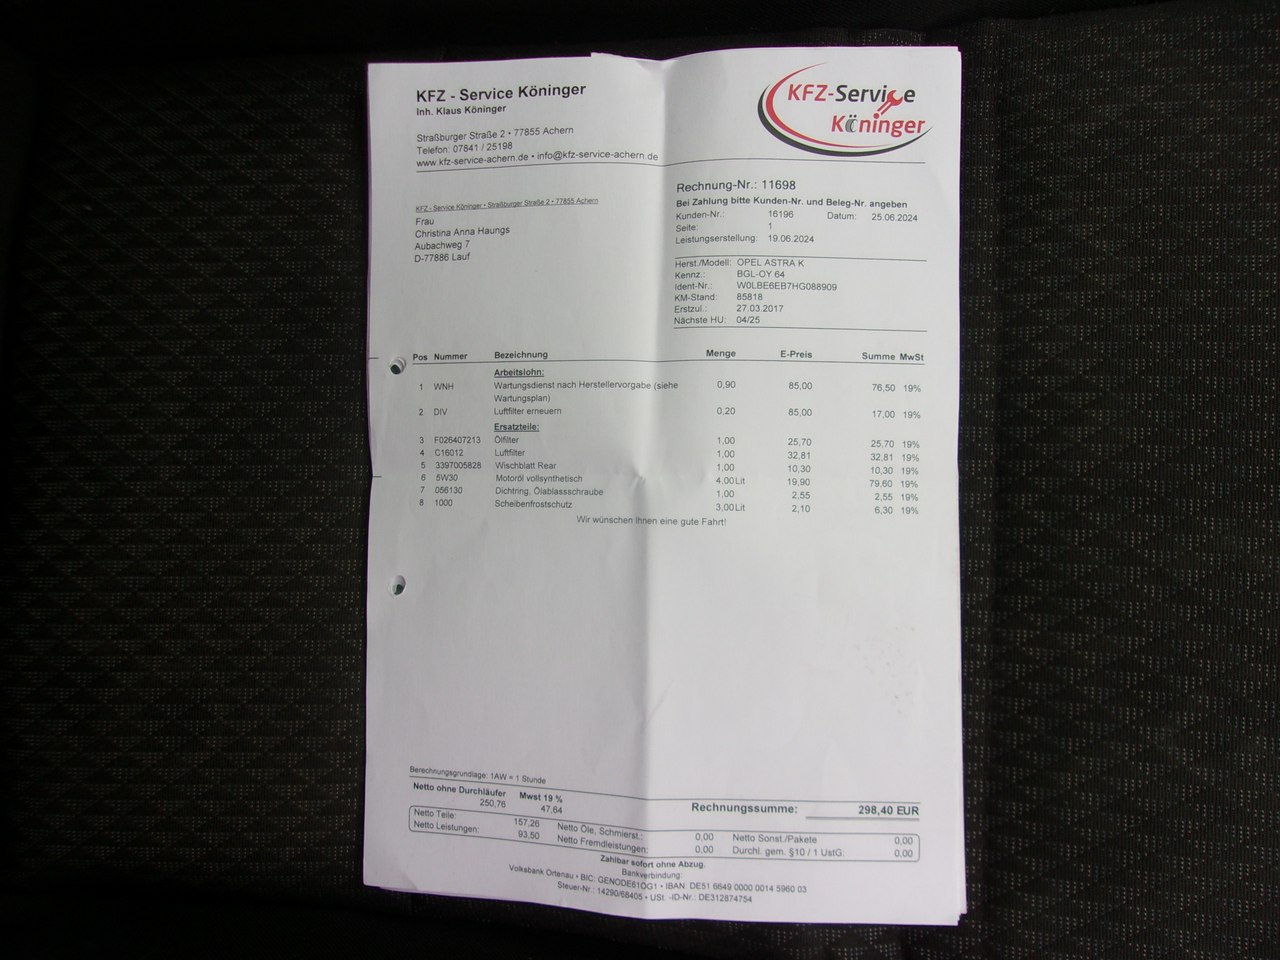 KFZ - Service Köninger
Inh. Klaus Köninger
Straßburger Straße 2 • 77855 Achern
Telefon: 07841 / 25198
www.kfz-service-achern.de • info@kfz-service-achern.de
KFZ-Service
Köninger
KFZ - Service Köninger • Straßburger Straße 2 • 77855 Achern
Frau
Christina Anna Haungs
Aubachweg 7
D-77886 Lauf
Rechnung-Nr.: 11698
Bei Zahlung bitte Kunden-Nr. und Beleg-Nr. angeben
Kunden-Nr.: 16196 Datum: 25.06.2024
Seite: 1
Leistungserstellung: 19.06.2024
Herst./Modell: OPEL ASTRA K
Kennz.: BGL-OY 64
Ident-Nr.: W0LBE6EB7HG088909
KM-Stand: 85818
Erstzul.: 27.03.2017
Nächste HU: 04/25
Pos Nummer Bezeichnung Menge E-Preis Summe MwSt
Arbeitslohn:
1 WNH Wartungsdienst nach Herstellervorgabe (siehe 0,90 85,00 76,50 19%
Wartungsplan)
2 DIV Luftfilter erneuern 0,20 85,00 17,00 19%
Ersatzteile:
3 F026407213 Ölfilter 1,00 25,70 25,70 19%
4 C16012 Luftfilter 1,00 32,81 32,81 19%
5 3397005828 Wischblatt Rear 1,00 10,30 10,30 19%
6 5W30 Motoröl vollsynthetisch 4,00 Lit 19,90 79,60 19%
7 056130 Dichtring, Ölablassschraube 1,00 2,55 2,55 19%
8 1000 Scheibenfrostschutz 3,00 Lit 2,10 6,30 19%
Wir wünschen Ihnen eine gute Fahrt!
Berechnungsgrundlage: 1AW = 1 Stunde
Netto ohne Durchläufer Mwst 19 % Rechnungssumme: 298,40 EUR
250,76 47,64
Netto Teile: 157,26 Netto Öle, Schmierst.: 0,00 Netto Sonst./Pakete 0,00
Netto Leistungen: 93,50 Netto Fremdleistungen: 0,00 Durchl. gem. §10 / 1 UstG: 0,00
Zahlbar sofort ohne Abzug.
Bankverbindung:
Volksbank Ortenau • BIC: GENODE61OG1 • IBAN: DE51 6649 0000 0014 5960 03
Steuer-Nr.: 14290/68405 • USt. -ID-Nr.: DE312874754